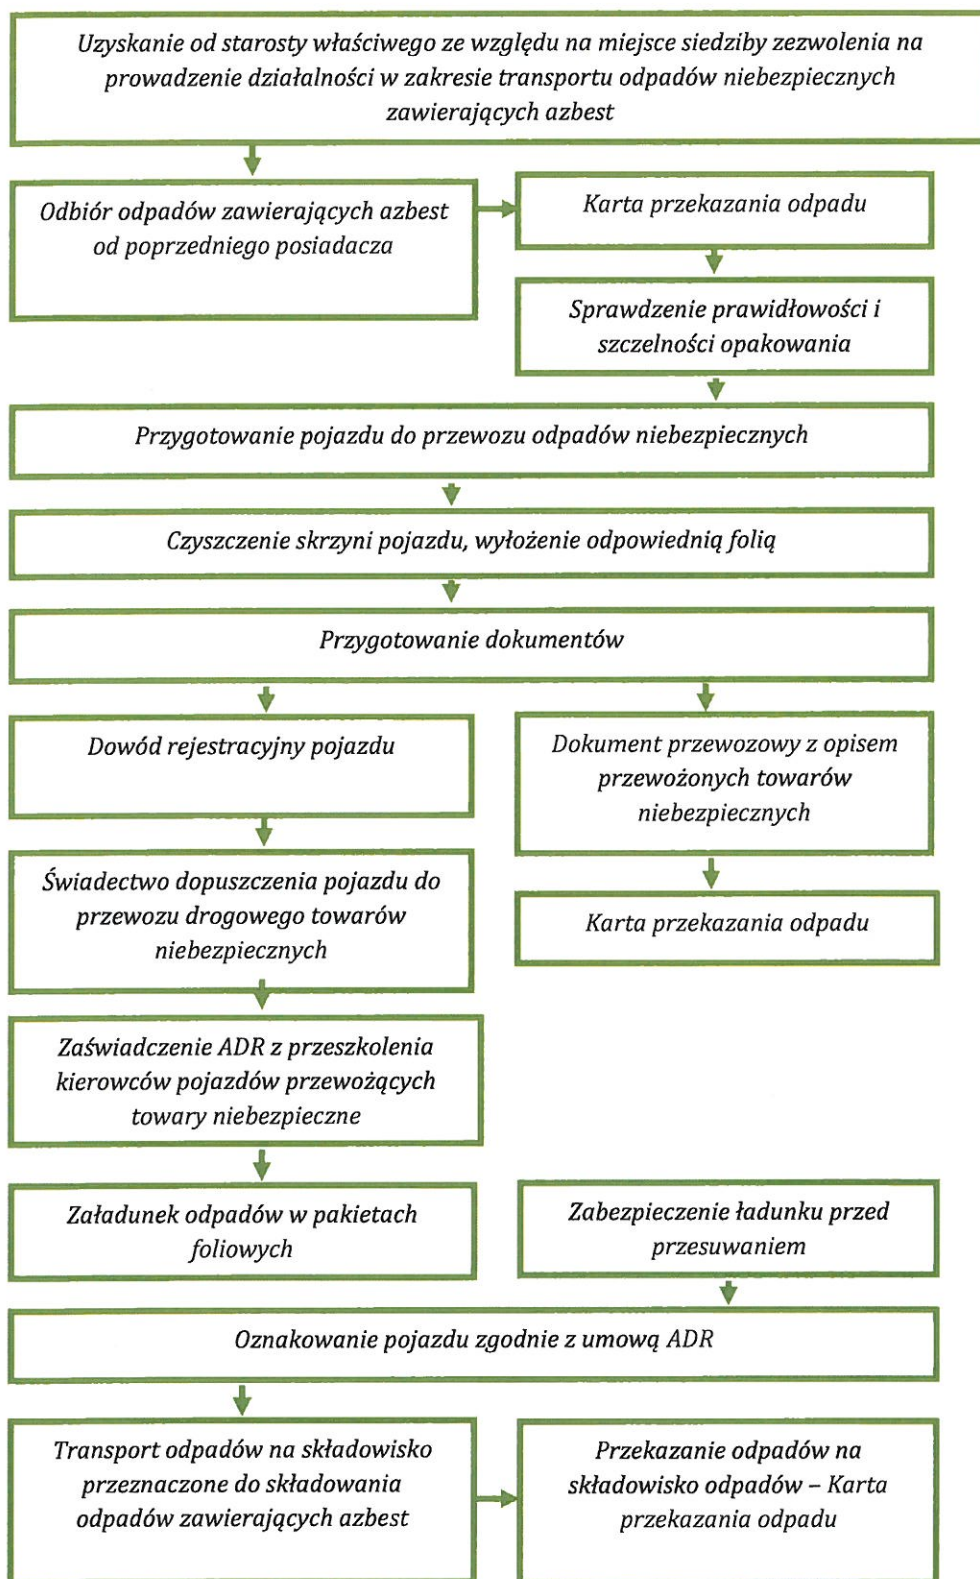 Uzyskanie od starosty właściwego ze względu na miejsce siedziby zezwolenia na
prowadzenie działalności w zakresie transportu odpadów niebezpiecznych
zawierających azbest
Odbiór odpadów zawierających azbest
od poprzedniego posiadacza
Karta przekazania odpadu
Sprawdzenie prawidłowości i
szczelności opakowania
Przygotowanie pojazdu do przewozu odpadów niebezpiecznych
Czyszczenie skrzyni pojazdu, wyłożenie odpowiednią folią
Przygotowanie dokumentów
Dowód rejestracyjny pojazdu
Dokument przewozowy z opisem
przewożonych towarów
niebezpiecznych
Świadectwo dopuszczenia pojazdu do
przewozu drogowego towarów
niebezpiecznych
Karta przekazania odpadu
Zaświadczenie ADR z przeszkolenia
kierowców pojazdów przewożących
towary niebezpieczne
Załadunek odpadów w pakietach
foliowych
Zabezpieczenie ładunku przed
przesuwaniem
Oznakowanie pojazdu zgodnie z umową ADR
Transport odpadów na składowisko
przeznaczone do składowania
odpadów zawierających azbest
Przekazanie odpadów na
składowisko odpadów – Karta
przekazania odpadu